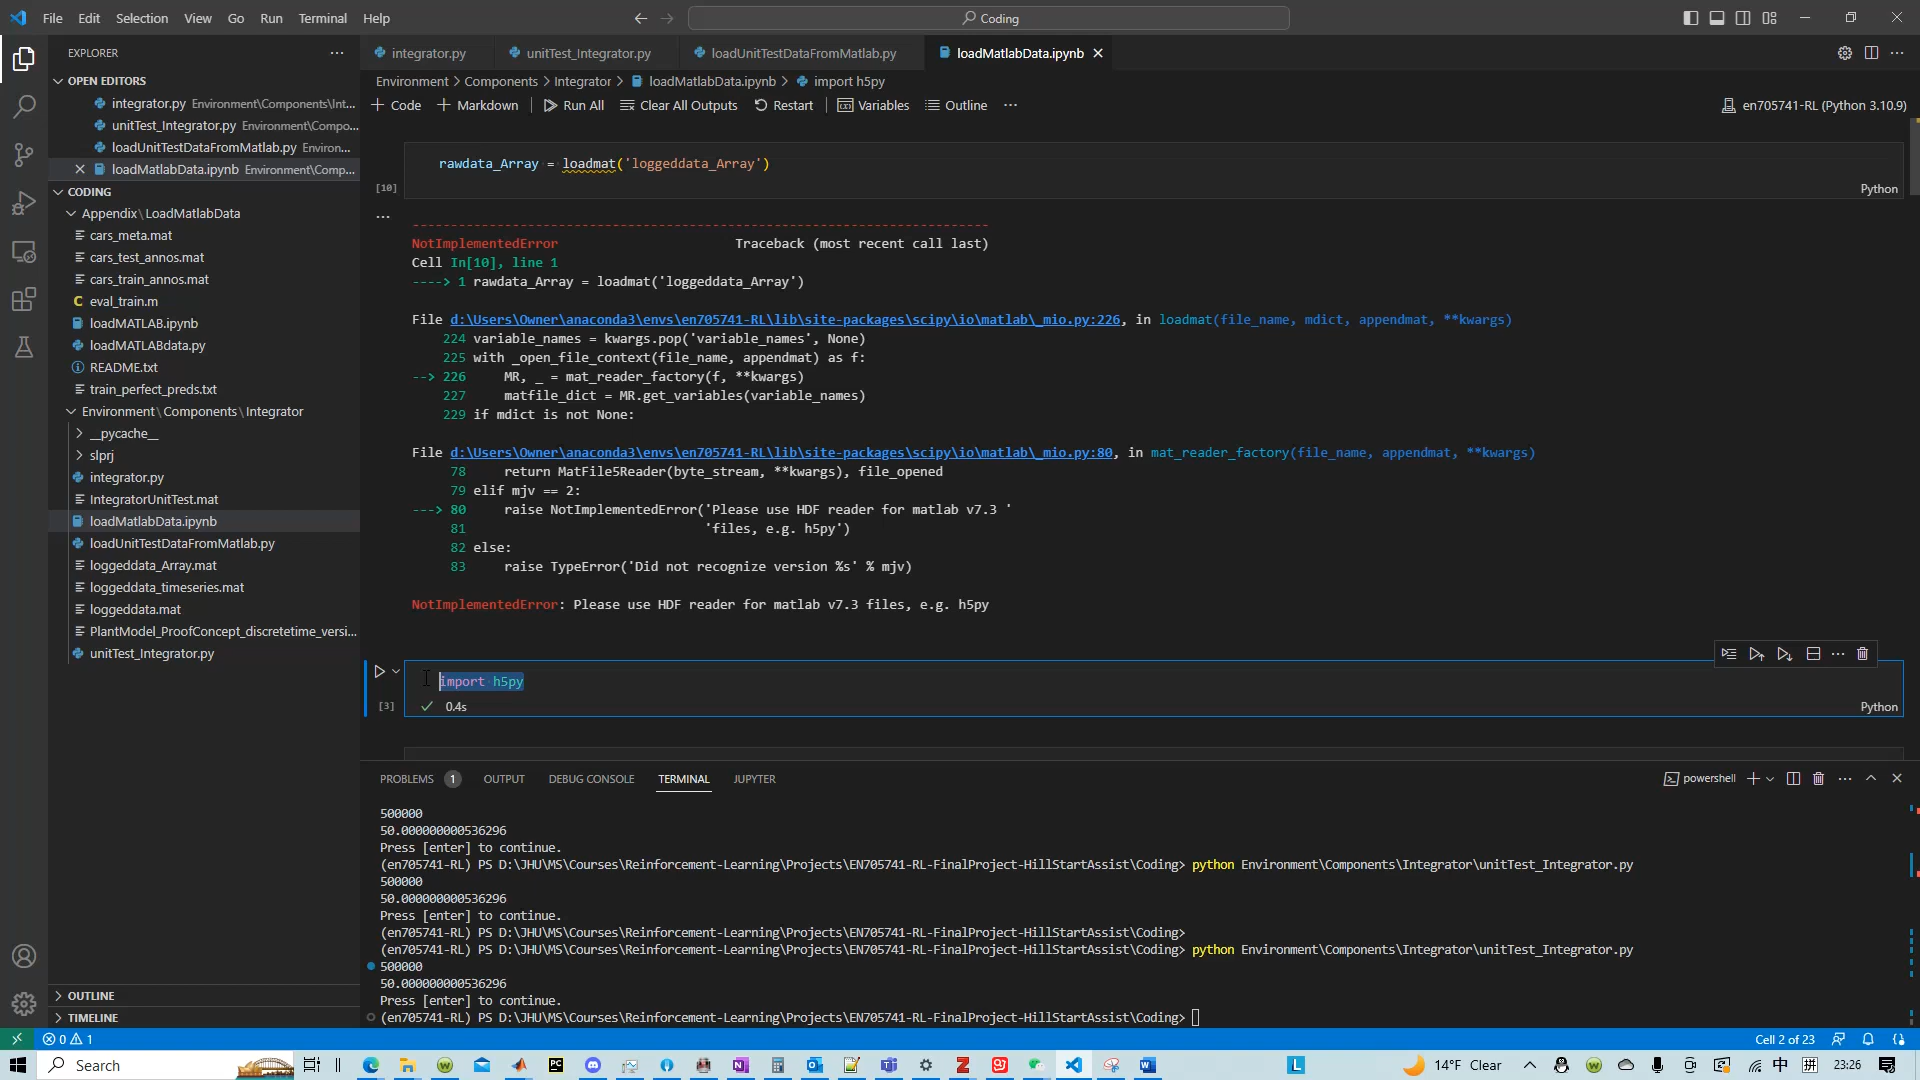 File Edit Selection View Go Run Terminal Help
Coding
EXPLORER
OPEN EDITORS
integrator.py Environment\Components\Int...
unitTest_Integrator.py Environment\Compo...
loadUnitTestDataFromMatlab.py Environ...
loadMatlabData.ipynb Environment\Comp...
CODING
Appendix\LoadMatlabData
cars_meta.mat
cars_test_annos.mat
cars_train_annos.mat
C eval_train.m
loadMATLAB.ipynb
loadMATLABdata.py
README.txt
train_perfect_preds.txt
Environment\Components\Integrator
__pycache__
slprj
integrator.py
IntegratorUnitTest.mat
loadMatlabData.ipynb
loadUnitTestDataFromMatlab.py
loggeddata_Array.mat
loggeddata_timeseries.mat
loggeddata.mat
PlantModel_ProofConcept_discretetime_versi...
unitTest_Integrator.py
OUTLINE
TIMELINE
integrator.py unitTest_Integrator.py loadUnitTestDataFromMatlab.py loadMatlabData.ipynb
Environment > Components > Integrator > loadMatlabData.ipynb > import h5py
+ Code + Markdown Run All Clear All Outputs Restart Variables Outline ... en705741-RL (Python 3.10.9)
rawdata_Array = loadmat('loggeddata_Array')
[10] Python
...
---------------------------------------------------------------------------
NotImplementedError Traceback (most recent call last)
Cell In[10], line 1
----> 1 rawdata_Array = loadmat('loggeddata_Array')
File d:\Users\Owner\anaconda3\envs\en705741-RL\lib\site-packages\scipy\io\matlab\_mio.py:226, in loadmat(file_name, mdict, appendmat, **kwargs)
224 variable_names = kwargs.pop('variable_names', None)
225 with _open_file_context(file_name, appendmat) as f:
--> 226 MR, _ = mat_reader_factory(f, **kwargs)
227 matfile_dict = MR.get_variables(variable_names)
229 if mdict is not None:
File d:\Users\Owner\anaconda3\envs\en705741-RL\lib\site-packages\scipy\io\matlab\_mio.py:80, in mat_reader_factory(file_name, appendmat, **kwargs)
78 return MatFile5Reader(byte_stream, **kwargs), file_opened
79 elif mjv == 2:
---> 80 raise NotImplementedError('Please use HDF reader for matlab v7.3 '
81 'files, e.g. h5py')
82 else:
83 raise TypeError('Did not recognize version %s' % mjv)
NotImplementedError: Please use HDF reader for matlab v7.3 files, e.g. h5py
import h5py
[3] 0.4s Python
PROBLEMS 1 OUTPUT DEBUG CONSOLE TERMINAL JUPYTER powershell
500000
50.000000000536296
Press [enter] to continue.
(en705741-RL) PS D:\JHU\MS\Courses\Reinforcement-Learning\Projects\EN705741-RL-FinalProject-HillStartAssist\Coding> python Environment\Components\Integrator\unitTest_Integrator.py
500000
50.000000000536296
Press [enter] to continue.
(en705741-RL) PS D:\JHU\MS\Courses\Reinforcement-Learning\Projects\EN705741-RL-FinalProject-HillStartAssist\Coding>
(en705741-RL) PS D:\JHU\MS\Courses\Reinforcement-Learning\Projects\EN705741-RL-FinalProject-HillStartAssist\Coding> python Environment\Components\Integrator\unitTest_Integrator.py
500000
50.000000000536296
Press [enter] to continue.
(en705741-RL) PS D:\JHU\MS\Courses\Reinforcement-Learning\Projects\EN705741-RL-FinalProject-HillStartAssist\Coding>
0 1 Cell 2 of 23
Search L 14°F Clear 中 拼 23:26